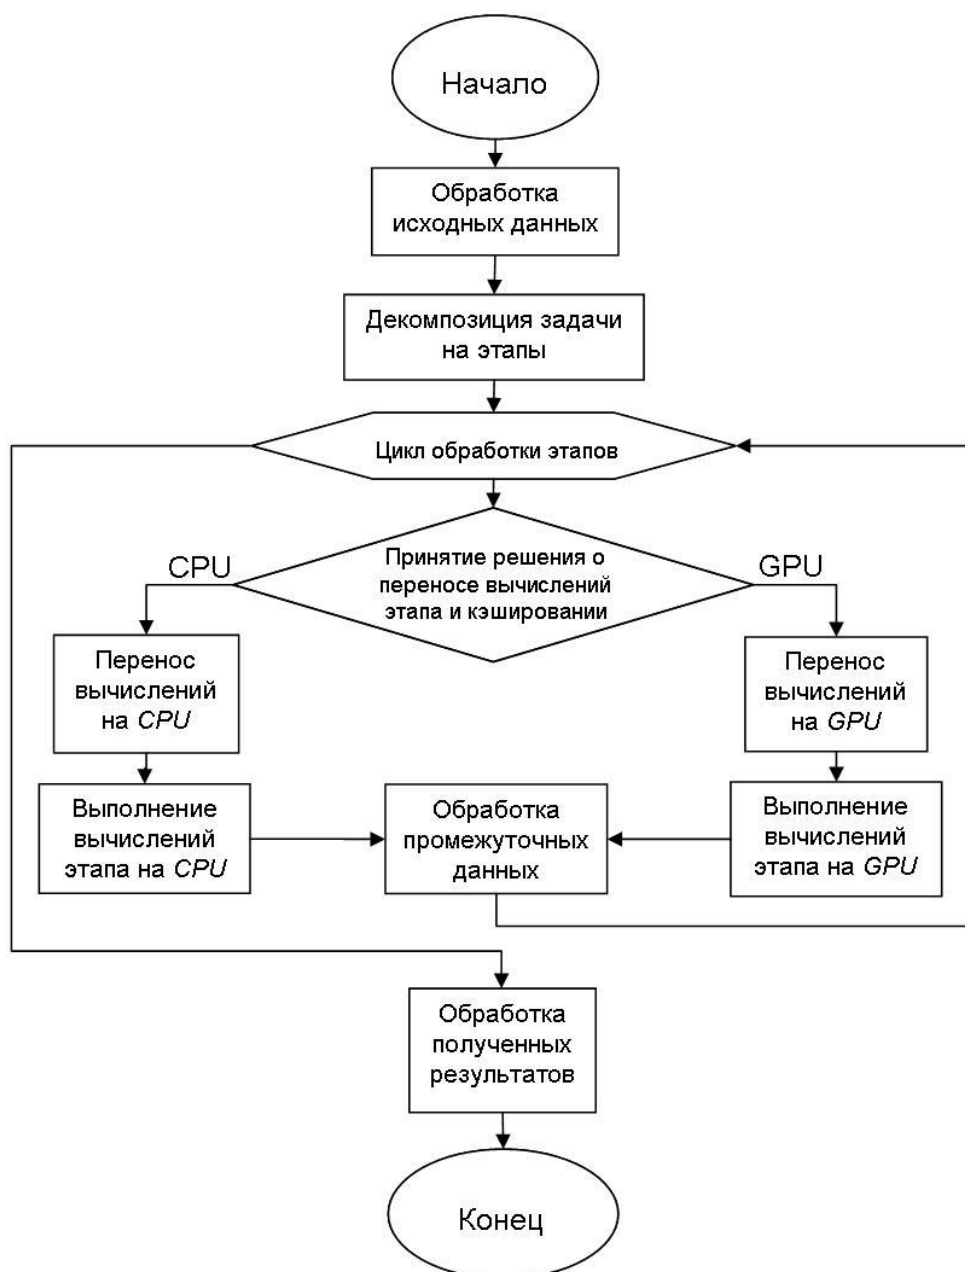 Начало
Обработка
исходных данных
Декомпозиция задачи
на этапы
Цикл обработки этапов
Принятие решения о
переносе вычислений
этапа и кэшировании
CPU
GPU
Перенос
вычислений
на CPU
Перенос
вычислений
на GPU
Выполнение
вычислений
этапа на CPU
Обработка
промежуточных
данных
Выполнение
вычислений
этапа на GPU
Обработка
полученных
результатов
Конец